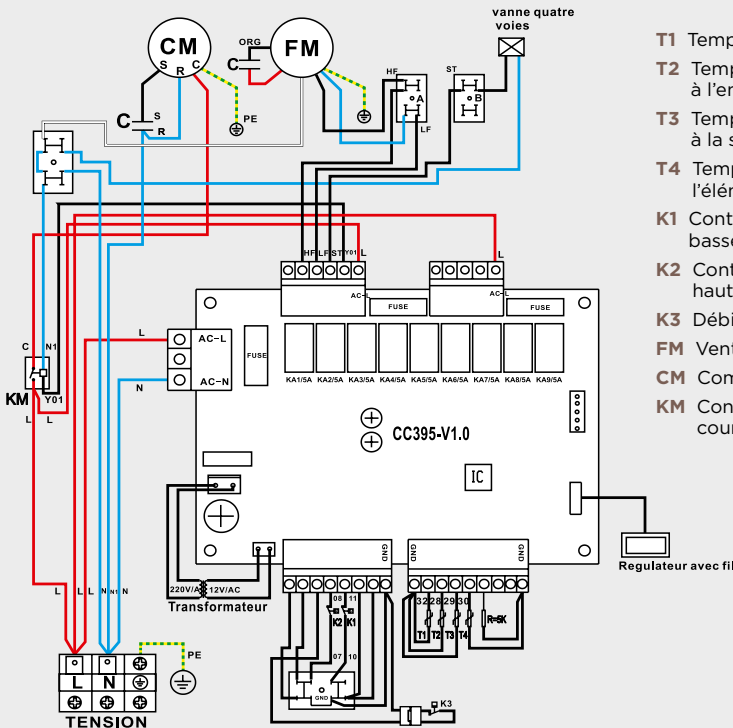 vanne quatre
voies
CM
S
R
C
ORG
C
FM
HF
A
LF
ST
B
PE
C
S
R
PE
T1 Temp
T2 Temp
à l'en
T3 Temp
à la s
T4 Temp
l'élér
K1 Cont
basse
K2 Cont
haut
K3 Débi
FM Vent
CM Com
KM Con
cour
HF LF ST Y01 L
L
AC-L
FUSE
AC-L
FUSE
L
AC-L
FUSE
AC-N
N
KA1/5A KA2/5A KA3/5A KA4/5A KA5/5A KA6/5A KA7/5A KA8/5A KA9/5A
C N1
KM
Y01
L L
CC395-V1.0
IC
GND
GND
Regulateur avec fil
220V/A 12V/AC
Transformateur
08 11
K2 K1
07 10
GND
K3
32 28 29 30
T1 T2 T3 T4
R=5K
L L L N N1 N
PE
L N
TENSION